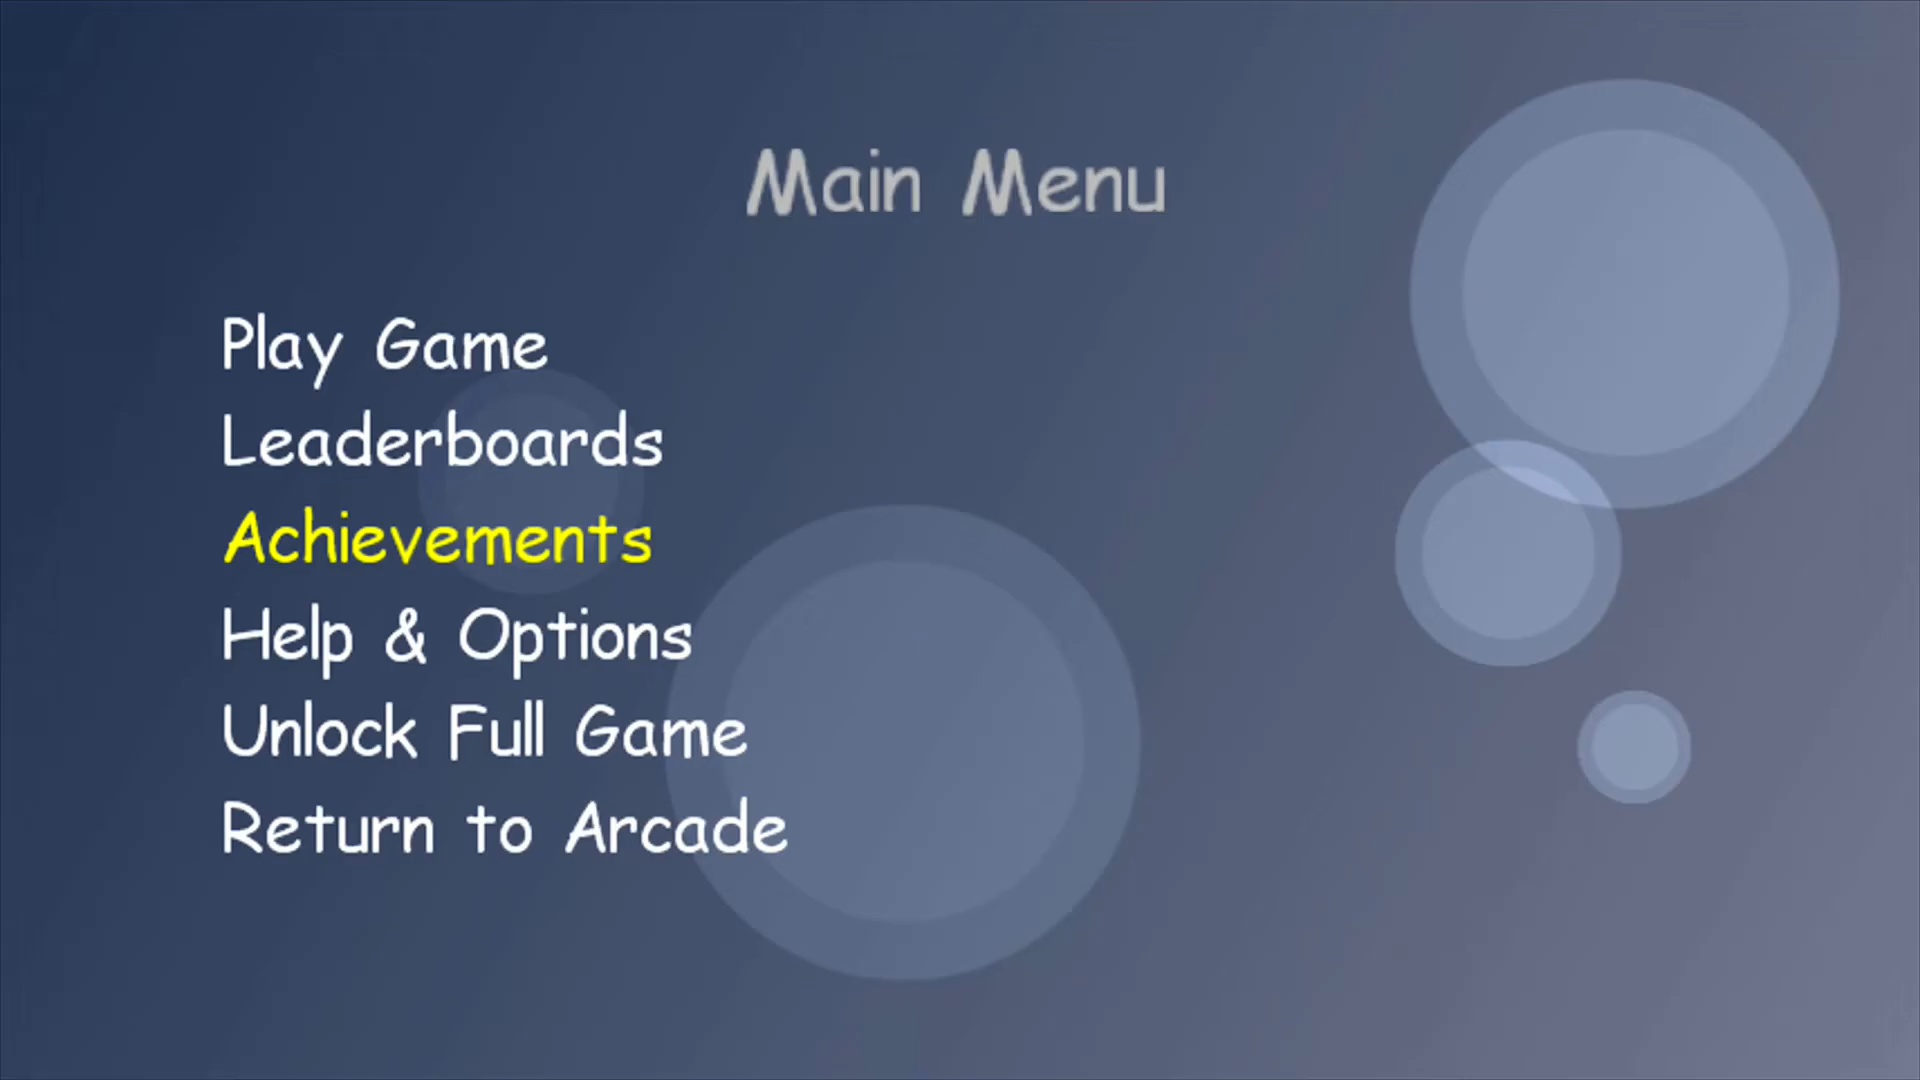 Main Menu
Play Game
Leaderboards
Achievements
Help & Options
Unlock Full Game
Return to Arcade